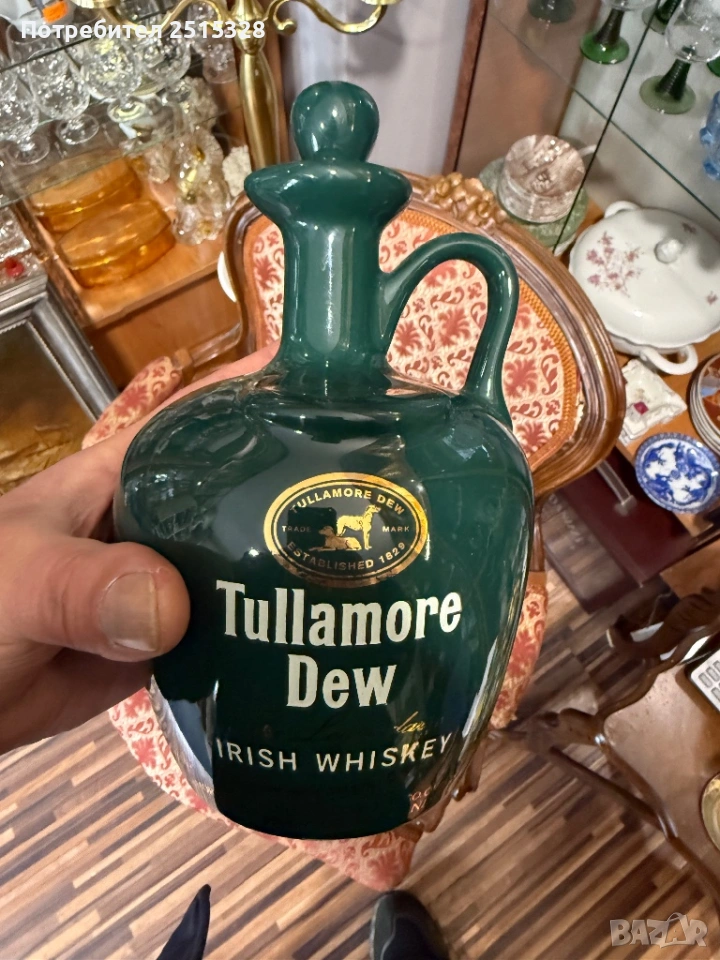 Потребител 2513328
TULLAMORE DEW
TRADE MARK
ESTABLISHED 1829
Tullamore
Dew
IRISH WHISKEY
BAZAR